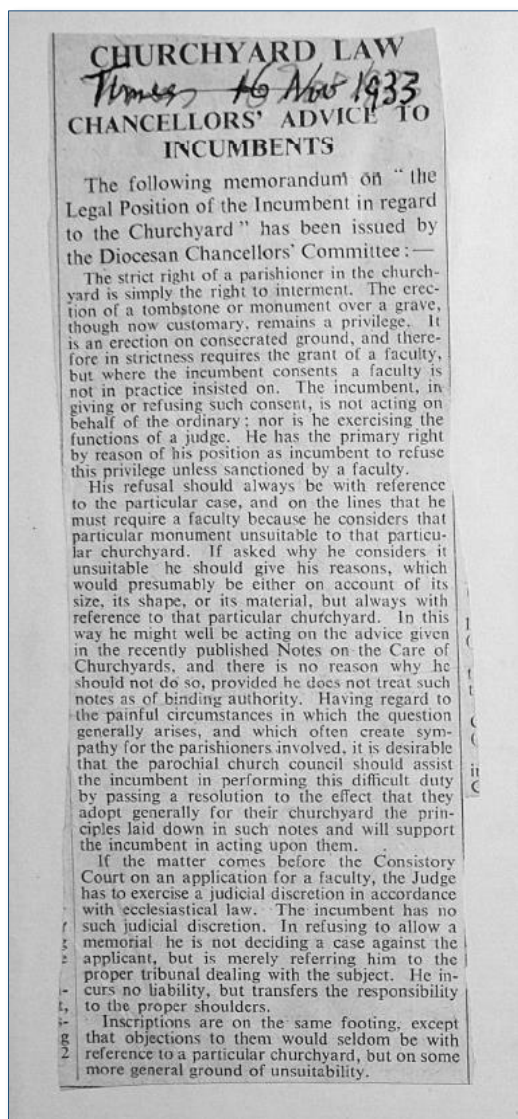 CHURCHYARD LAW
Times 16 Nov 1933
CHANCELLORS' ADVICE TO
INCUMBENTS
The following memorandum on "the
Legal Position of the Incumbent in regard
to the Churchyard" has been issued by
the Diocesan Chancellors' Committee:—
The strict right of a parishioner in the church-
yard is simply the right to interment. The erec-
tion of a tombstone or monument over a grave,
though now customary, remains a privilege. It
is an erection on consecrated ground, and there-
fore in strictness requires the grant of a faculty,
but where the incumbent consents a faculty is
not in practice insisted on. The incumbent, in
giving or refusing such consent, is not acting on
behalf of the ordinary; nor is he exercising the
functions of a judge. He has the primary right
by reason of his position as incumbent to refuse
this privilege unless sanctioned by a faculty.
His refusal should always be with reference
to the particular case, and on the lines that he
must require a faculty because he considers that
particular monument unsuitable to that particu-
lar churchyard. If asked why he considers it
unsuitable he should give his reasons, which
would presumably be either on account of its
size, its shape, or its material, but always with
reference to that particular churchyard. In this
way he might well be acting on the advice given
in the recently published Notes on the Care of
Churchyards, and there is no reason why he
should not do so, provided he does not treat such
notes as of binding authority. Having regard to
the painful circumstances in which the question
generally arises, and which often create sym-
pathy for the parishioners involved, it is desirable
that the parochial church council should assist
the incumbent in performing this difficult duty
by passing a resolution to the effect that they
adopt generally for their churchyard the prin-
ciples laid down in such notes and will support
the incumbent in acting upon them.
If the matter comes before the Consistory
Court on an application for a faculty, the Judge
has to exercise a judicial discretion in accordance
with ecclesiastical law. The incumbent has no
such judicial discretion. In refusing to allow a
memorial he is not deciding a case against the
applicant, but is merely referring him to the
proper tribunal dealing with the subject. He in-
curs no liability, but transfers the responsibility
to the proper shoulders.
Inscriptions are on the same footing, except
that objections to them would seldom be with
reference to a particular churchyard, but on some
more general ground of unsuitability.